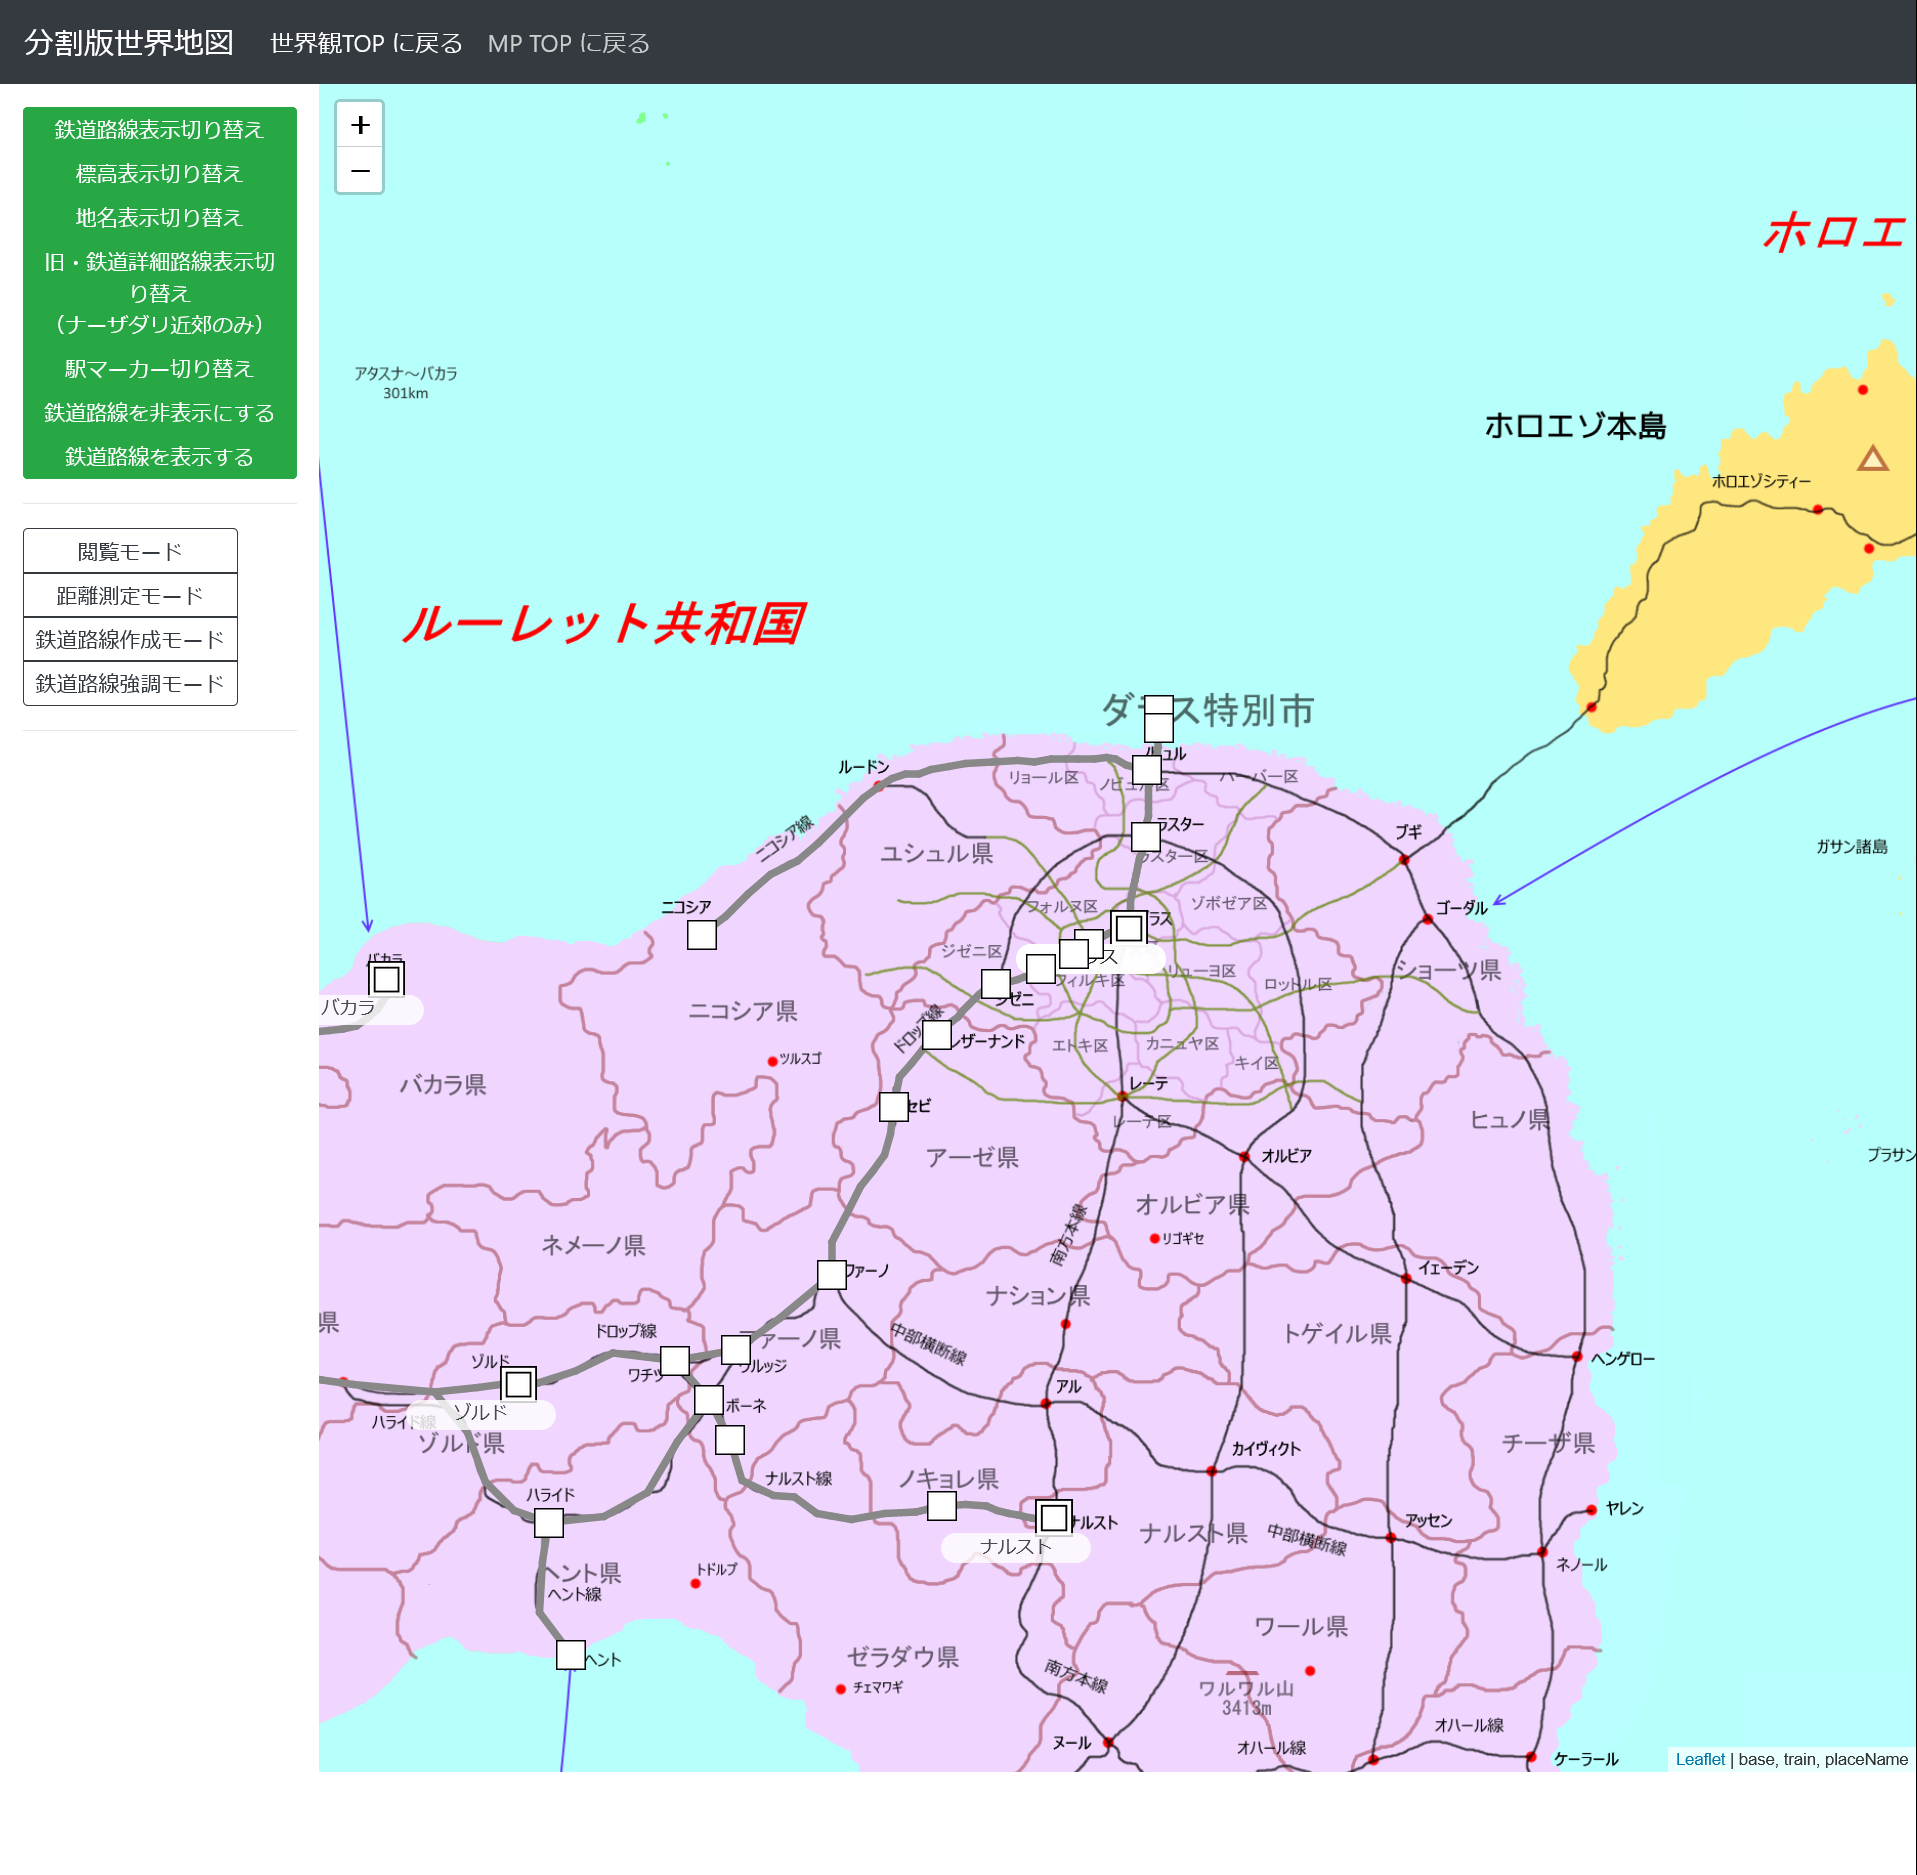 分割版世界地図
世界観TOP に戻る
MP TOP に戻る
鉄道路線表示切り替え
標高表示切り替え
地名表示切り替え
旧・鉄道詳細路線表示切
り替え
（ナーザダリ近郊のみ）
駅マーカー切り替え
鉄道路線を非表示にする
鉄道路線を表示する
閲覧モード
距離測定モード
鉄道路線作成モード
鉄道路線強調モード
+
−
ホロエ
アタスナ～バカラ
301km
ホロエゾ本島
ホロエゾシティー
ルーレット共和国
ス特別市
ルードン
リョール区
ニコシア線
ブギ
ユシュル県
ラスター
ラスター区
ガサン諸島
ニコシア
フォルヌ区
ゾボゼア区
ゴーダル
ラス
ジゼニ区
リューヨ区
ショーツ県
バカラ
バカラ
ロットル区
フィルキ区
ニコシア県
ジゼニ
ドロップ線
レザーナンド
エトキ区
カニュヤ区
キイ区
ツルスゴ
バカラ県
レーテ
セビ
レーテ区
ヒュノ県
アーゼ県
オルビア
プラサン
オルビア県
南方本線
リゴギセ
ネメーノ県
ファーノ
イェーデン
ナション県
県
ドロップ線
ファーノ県
中部横断線
トゲイル県
ゾルド
ワチツ
ブルッジ
ヘンゲロー
アル
ゾルド
ボーネ
ハライド線
ゾルド県
カイヴィクト
チーザ県
ナルスト線
ノキョレ県
ハライド
ナルスト
ナルスト
ナルスト県
中部横断線
アッセン
ヤレン
ネノール
ヘント県
ヘント線
トドルプ
ワール県
ヘント
ゼラダウ県
南方本線
チェマワギ
ワルワル山
3413m
ヌール
オハール線
オハール線
ケーラール
Leaflet | base, train, placeName